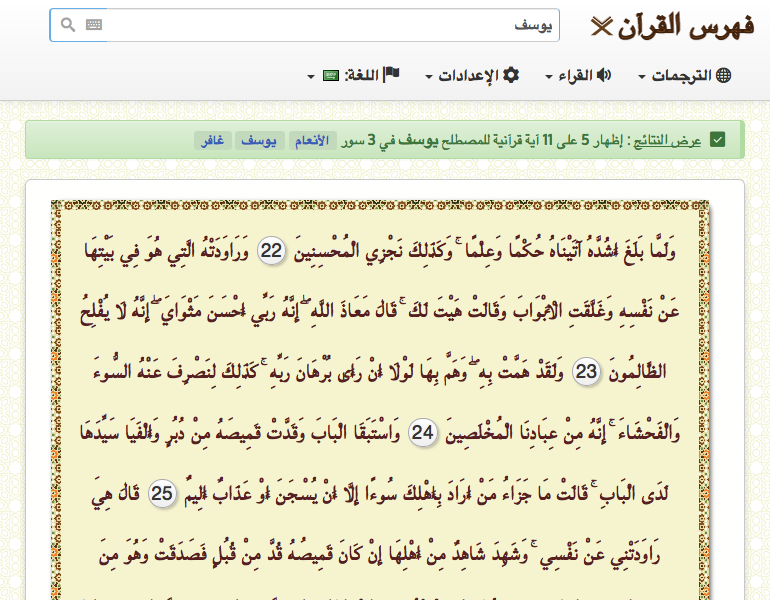 فهرس القرآن
يوسف
الترجمات
القراء
الإعدادات
اللغة:
عرض النتائج : إظهار 5 على 11 آية قرآنية للمصطلح يوسف في 3 سور الأنعام يوسف غافر
وَلَمَّا بَلَغَ أَشُدَّهُ آتَيْنَاهُ حُكْمًا وَعِلْمًا ۚ وَكَذَٰلِكَ نَجْزِي الْمُحْسِنِينَ 22 وَرَاوَدَتْهُ الَّتِي هُوَ فِي بَيْتِهَا
عَنْ نَفْسِهِ وَغَلَّقَتِ الْأَبْوَابَ وَقَالَتْ هَيْتَ لَكَ ۚ قَالَ مَعَاذَ اللَّهِ ۖ إِنَّهُ رَبِّي أَحْسَنَ مَثْوَايَ ۖ إِنَّهُ لَا يُفْلِحُ
الظَّالِمُونَ 23 وَلَقَدْ هَمَّتْ بِهِ ۖ وَهَمَّ بِهَا لَوْلَا أَنْ رَأَىٰ بُرْهَانَ رَبِّهِ ۚ كَذَٰلِكَ لِنَصْرِفَ عَنْهُ السُّوءَ
وَالْفَحْشَاءَ ۚ إِنَّهُ مِنْ عِبَادِنَا الْمُخْلَصِينَ 24 وَاسْتَبَقَا الْبَابَ وَقَدَّتْ قَمِيصَهُ مِنْ دُبُرٍ وَأَلْفَيَا سَيِّدَهَا
لَدَى الْبَابِ ۚ قَالَتْ مَا جَزَاءُ مَنْ أَرَادَ بِأَهْلِكَ سُوءًا إِلَّا أَنْ يُسْجَنَ أَوْ عَذَابٌ أَلِيمٌ 25 قَالَ هِيَ
رَاوَدَتْنِي عَنْ نَفْسِي ۚ وَشَهِدَ شَاهِدٌ مِنْ أَهْلِهَا إِنْ كَانَ قَمِيصُهُ قُدَّ مِنْ قُبُلٍ فَصَدَقَتْ وَهُوَ مِنَ